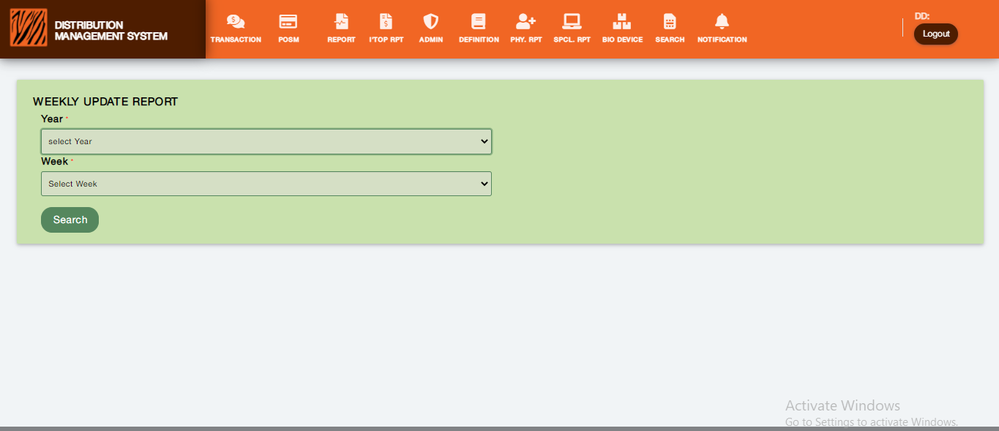 DISTRIBUTION
MANAGEMENT SYSTEM
TRANSACTION POSM REPORT I'TOP RPT ADMIN DEFINITION PHY. RPT SPCL. RPT BIO DEVICE SEARCH NOTIFICATION
DD:
Logout
WEEKLY UPDATE REPORT
Year *
select Year
Week *
Select Week
Search
Activate Windows
Go to Settings to activate Windows.